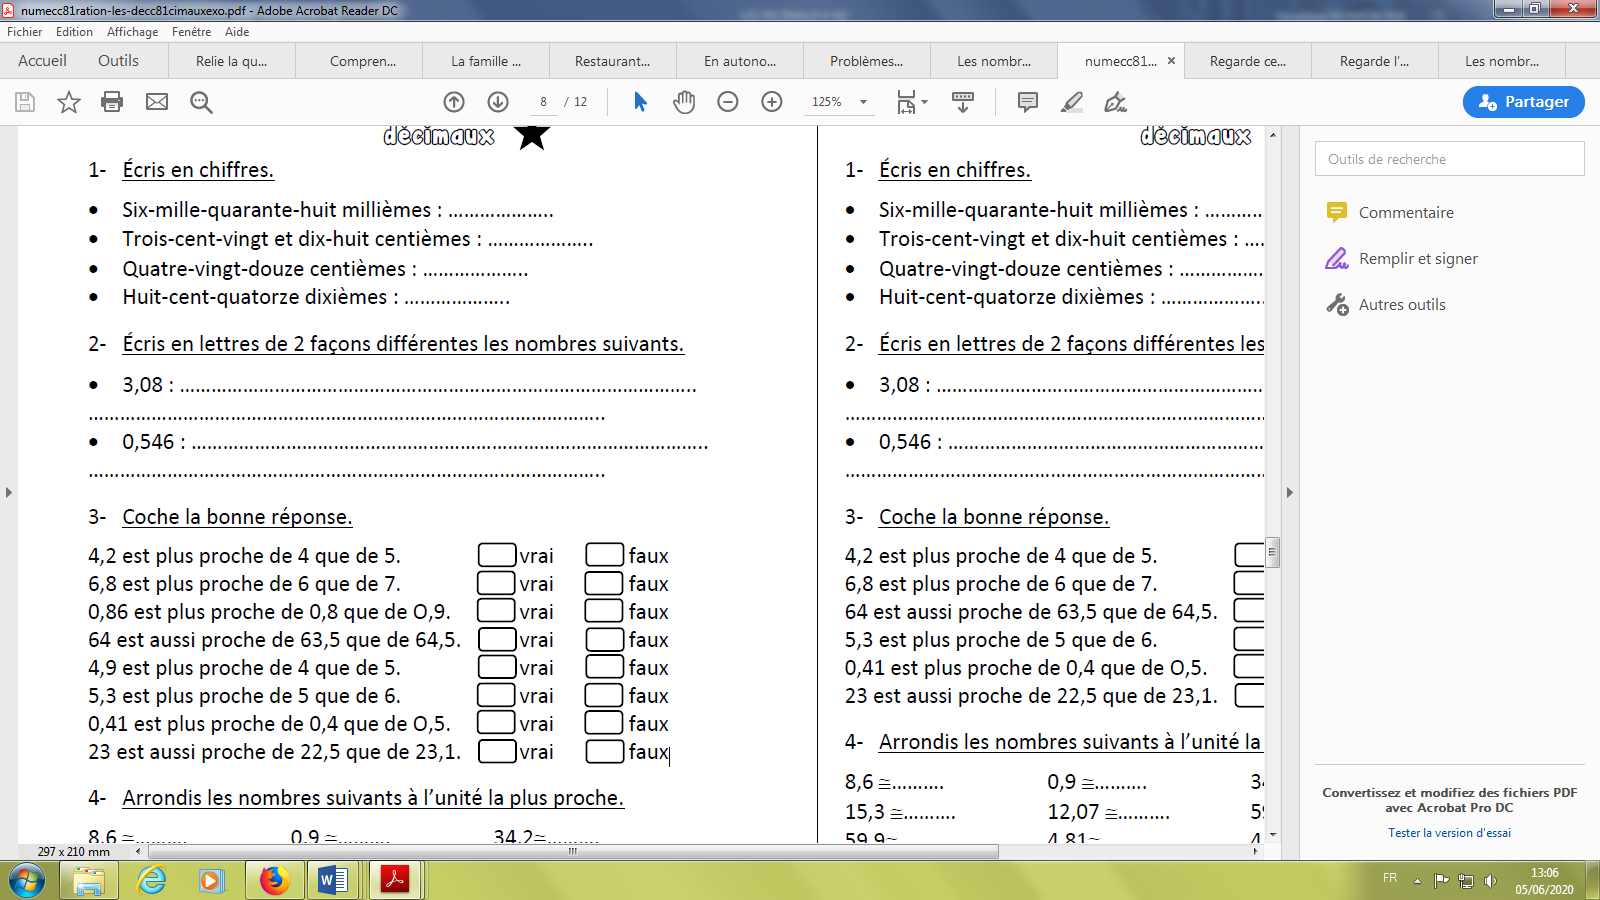 numecc81ration-les-decc81cimauxexo.pdf - Adobe Acrobat Reader DC
Fichier Edition Affichage Fenêtre Aide
Accueil Outils Relie la qu... Compren... La famille ... Restaurant... En autono... Problèmes... Les nombr... numecc81... × Regarde ce... Regarde l'... Les nombr...
8 / 12 125% Partager
décimaux
1- Écris en chiffres.
• Six-mille-quarante-huit millièmes : ....................
• Trois-cent-vingt et dix-huit centièmes : ....................
• Quatre-vingt-douze centièmes : ....................
• Huit-cent-quatorze dixièmes : ....................
2- Écris en lettres de 2 façons différentes les nombres suivants.
• 3,08 : ..................................................................................................
..................................................................................................
• 0,546 : ..................................................................................................
..................................................................................................
3- Coche la bonne réponse.
4,2 est plus proche de 4 que de 5. vrai faux
6,8 est plus proche de 6 que de 7. vrai faux
0,86 est plus proche de 0,8 que de O,9. vrai faux
64 est aussi proche de 63,5 que de 64,5. vrai faux
4,9 est plus proche de 4 que de 5. vrai faux
5,3 est plus proche de 5 que de 6. vrai faux
0,41 est plus proche de 0,4 que de O,5. vrai faux
23 est aussi proche de 22,5 que de 23,1. vrai faux
4- Arrondis les nombres suivants à l'unité la plus proche.
8,6 ≅.......... 0,9 ≅.......... 34,2≅..........
décimaux
1- Écris en chiffres.
• Six-mille-quarante-huit millièmes : ...........
• Trois-cent-vingt et dix-huit centièmes : ....
• Quatre-vingt-douze centièmes : ................
• Huit-cent-quatorze dixièmes : ....................
2- Écris en lettres de 2 façons différentes les
• 3,08 : ..............................................................
................................................................................
• 0,546 : ............................................................
................................................................................
3- Coche la bonne réponse.
4,2 est plus proche de 4 que de 5.
6,8 est plus proche de 6 que de 7.
64 est aussi proche de 63,5 que de 64,5.
5,3 est plus proche de 5 que de 6.
0,41 est plus proche de 0,4 que de O,5.
23 est aussi proche de 22,5 que de 23,1.
4- Arrondis les nombres suivants à l'unité la
8,6 ≅.......... 0,9 ≅..........
15,3 ≅.......... 12,07 ≅..........
59,9≅ 4,81≅
Outils de recherche
Commentaire
Remplir et signer
Autres outils
Convertissez et modifiez des fichiers PDF
avec Acrobat Pro DC
Tester la version d'essai
297 x 210 mm
FR 13:06
05/06/2020